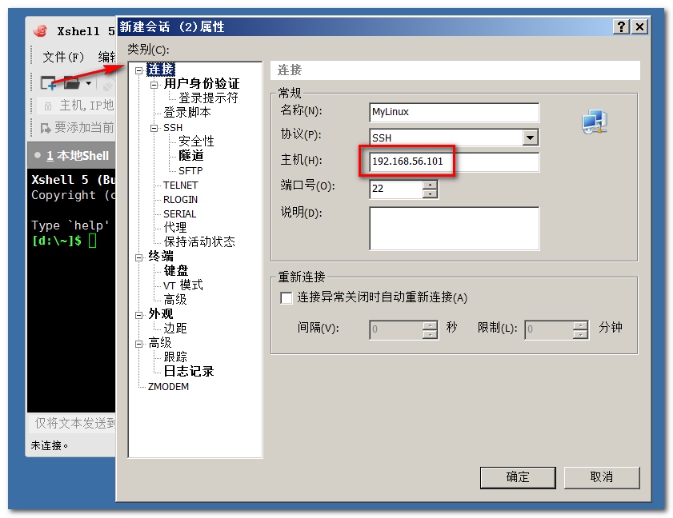 Xshell 5
新建会话 (2)属性
文件(F) 编辑
类别(C):
主机,IP地
要添加当前
1 本地Shell
Xshell 5 (Bu
Copyright (c
Type `help'
[d:\~]$
仅将文本发送到
未连接。
连接
用户身份验证
登录提示符
登录脚本
SSH
安全性
隧道
SFTP
TELNET
RLOGIN
SERIAL
代理
保持活动状态
终端
键盘
VT 模式
高级
外观
边距
高级
跟踪
日志记录
ZMODEM
连接
常规
名称(N): MyLinux
协议(P): SSH
主机(H): 192.168.56.101
端口号(O): 22
说明(D):
重新连接
连接异常关闭时自动重新连接(A)
间隔(V): 0 秒 限制(L): 0 分钟
确定 取消